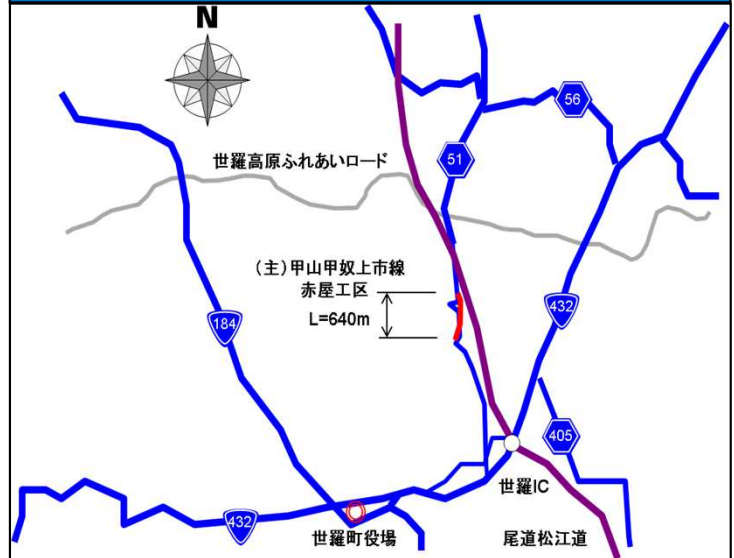 N
56
世羅高原ふれあいロード
51
(主)甲山甲奴上市線
赤屋工区
L=640m
184
432
405
世羅IC
432
世羅町役場
尾道松江道